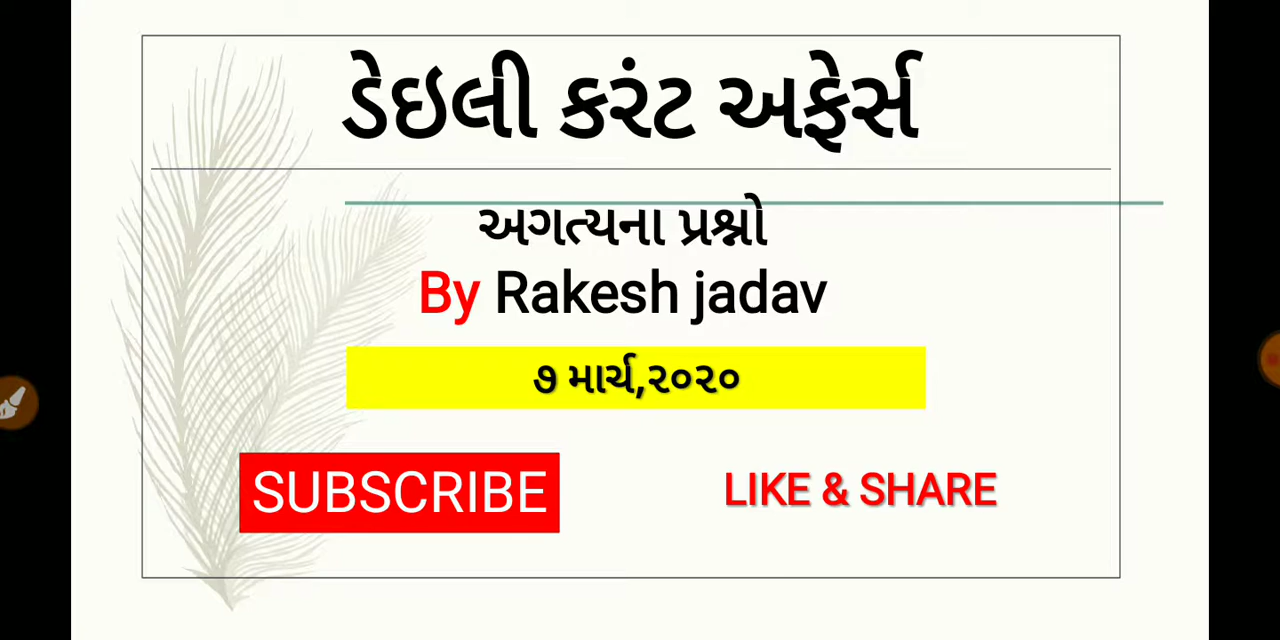 ડેઇલી કરંટ અફેર્સ
અગત્યના પ્રશ્નો
By Rakesh jadav
૭ માર્ચ,૨૦૨૦
SUBSCRIBE
LIKE & SHARE